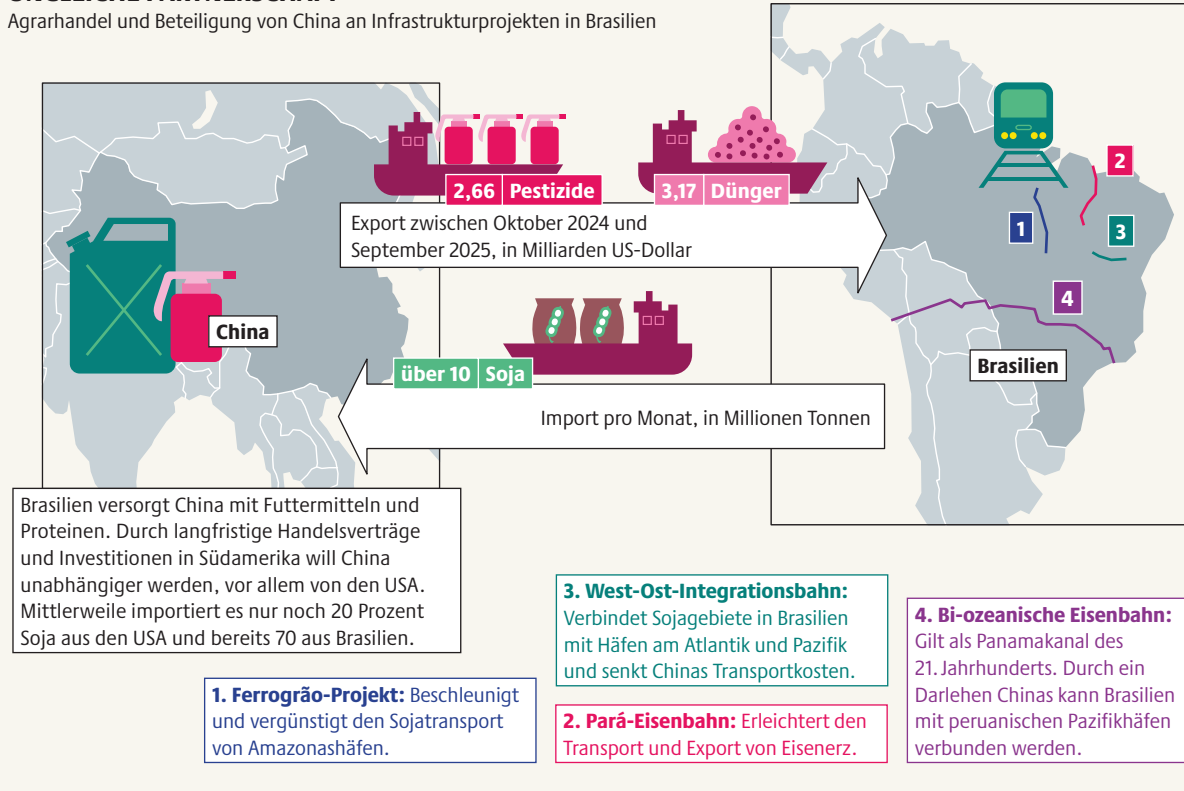 UNGLEICHE PARTNERSCHAFT
Agrarhandel und Beteiligung von China an Infrastrukturprojekten in Brasilien
2,66 Pestizide
3,17 Dünger
Export zwischen Oktober 2024 und
September 2025, in Milliarden US-Dollar
China
über 10 Soja
Import pro Monat, in Millionen Tonnen
1
2
3
4
Brasilien
Brasilien versorgt China mit Futtermitteln und
Proteinen. Durch langfristige Handelsverträge
und Investitionen in Südamerika will China
unabhängiger werden, vor allem von den USA.
Mittlerweile importiert es nur noch 20 Prozent
Soja aus den USA und bereits 70 aus Brasilien.
1. Ferrogrão-Projekt: Beschleunigt
und vergünstigt den Sojatransport
von Amazonashäfen.
3. West-Ost-Integrationsbahn:
Verbindet Sojagebiete in Brasilien
mit Häfen am Atlantik und Pazifik
und senkt Chinas Transportkosten.
2. Pará-Eisenbahn: Erleichtert den
Transport und Export von Eisenerz.
4. Bi-ozeanische Eisenbahn:
Gilt als Panamakanal des
21. Jahrhunderts. Durch ein
Darlehen Chinas kann Brasilien
mit peruanischen Pazifikhäfen
verbunden werden.